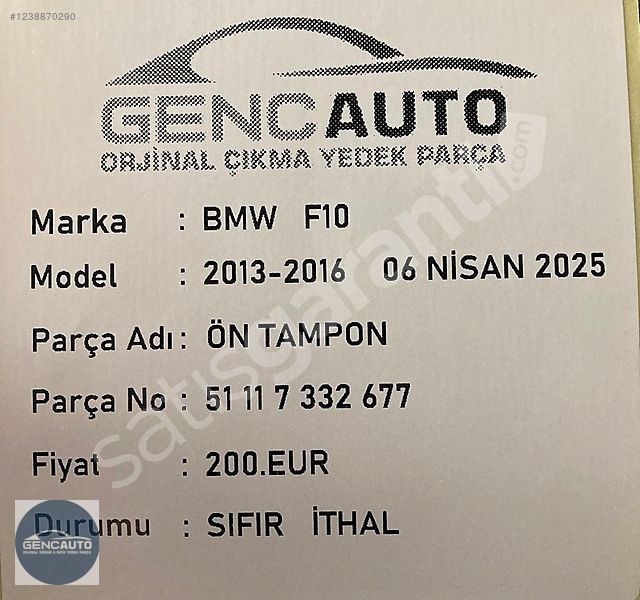 #1238870290
GENCAUTO
ORJİNAL ÇIKMA YEDEK PARÇA
Marka : BMW F10
Model : 2013-2016 06 NİSAN 2025
Parça Adı : ÖN TAMPON
Parça No : 51 11 7 332 677
Fiyat : 200.EUR
Durumu : SIFIR İTHAL
satışgaranti.com
GENCAUTO